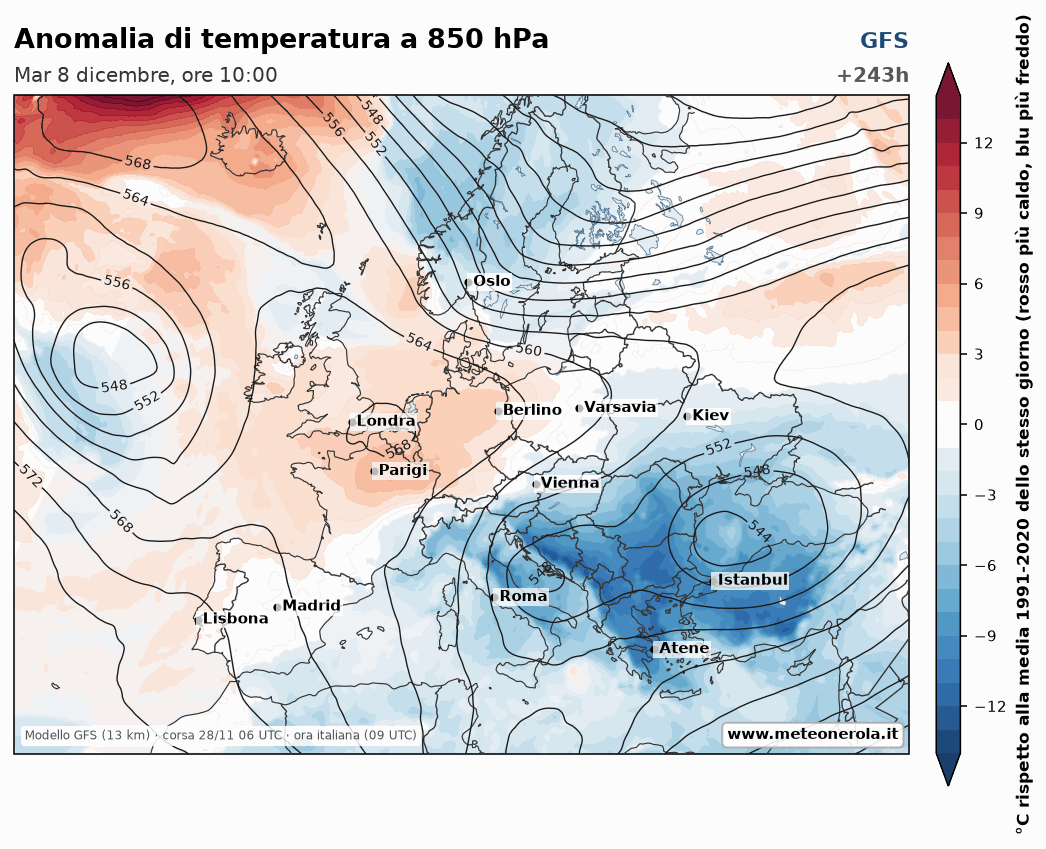 Anomalia di temperatura a 850 hPa
GFS
Mar 8 dicembre, ore 10:00
+243h
548
552
556
568
564
556
548
552
564
560
568
572
568
552
548
544
548
Oslo
Berlino
Varsavia
Kiev
Londra
Parigi
Vienna
Istanbul
Roma
Madrid
Lisbona
Atene
Modello GFS (13 km) · corsa 28/11 06 UTC · ora italiana (09 UTC)
www.meteonerola.it
12
9
6
3
0
−3
−6
−9
−12
°C rispetto alla media 1991-2020 dello stesso giorno (rosso più caldo, blu più freddo)